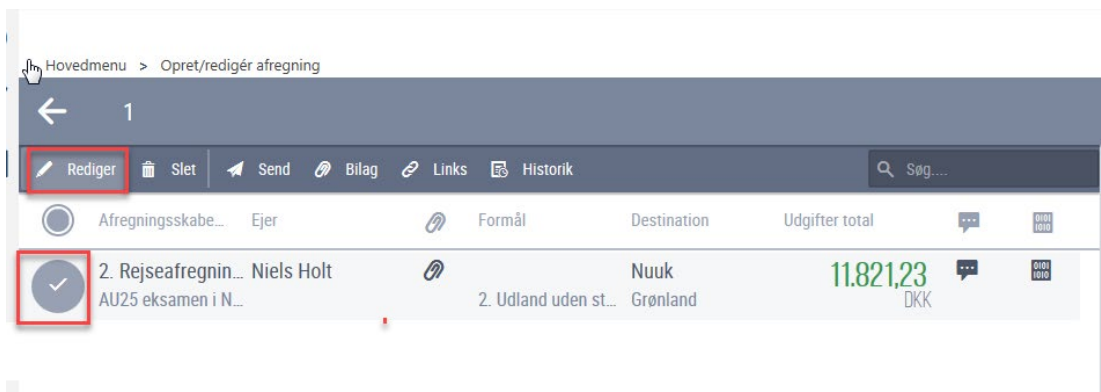 Hovedmenu > Opret/redigér afregning
1
Rediger Slet Send Bilag Links Historik Søg....
Afregningsskabe... Ejer Formål Destination Udgifter total
2. Rejseafregnin... Niels Holt Nuuk 11.821,23
AU25 eksamen i N... 2. Udland uden st... Grønland DKK